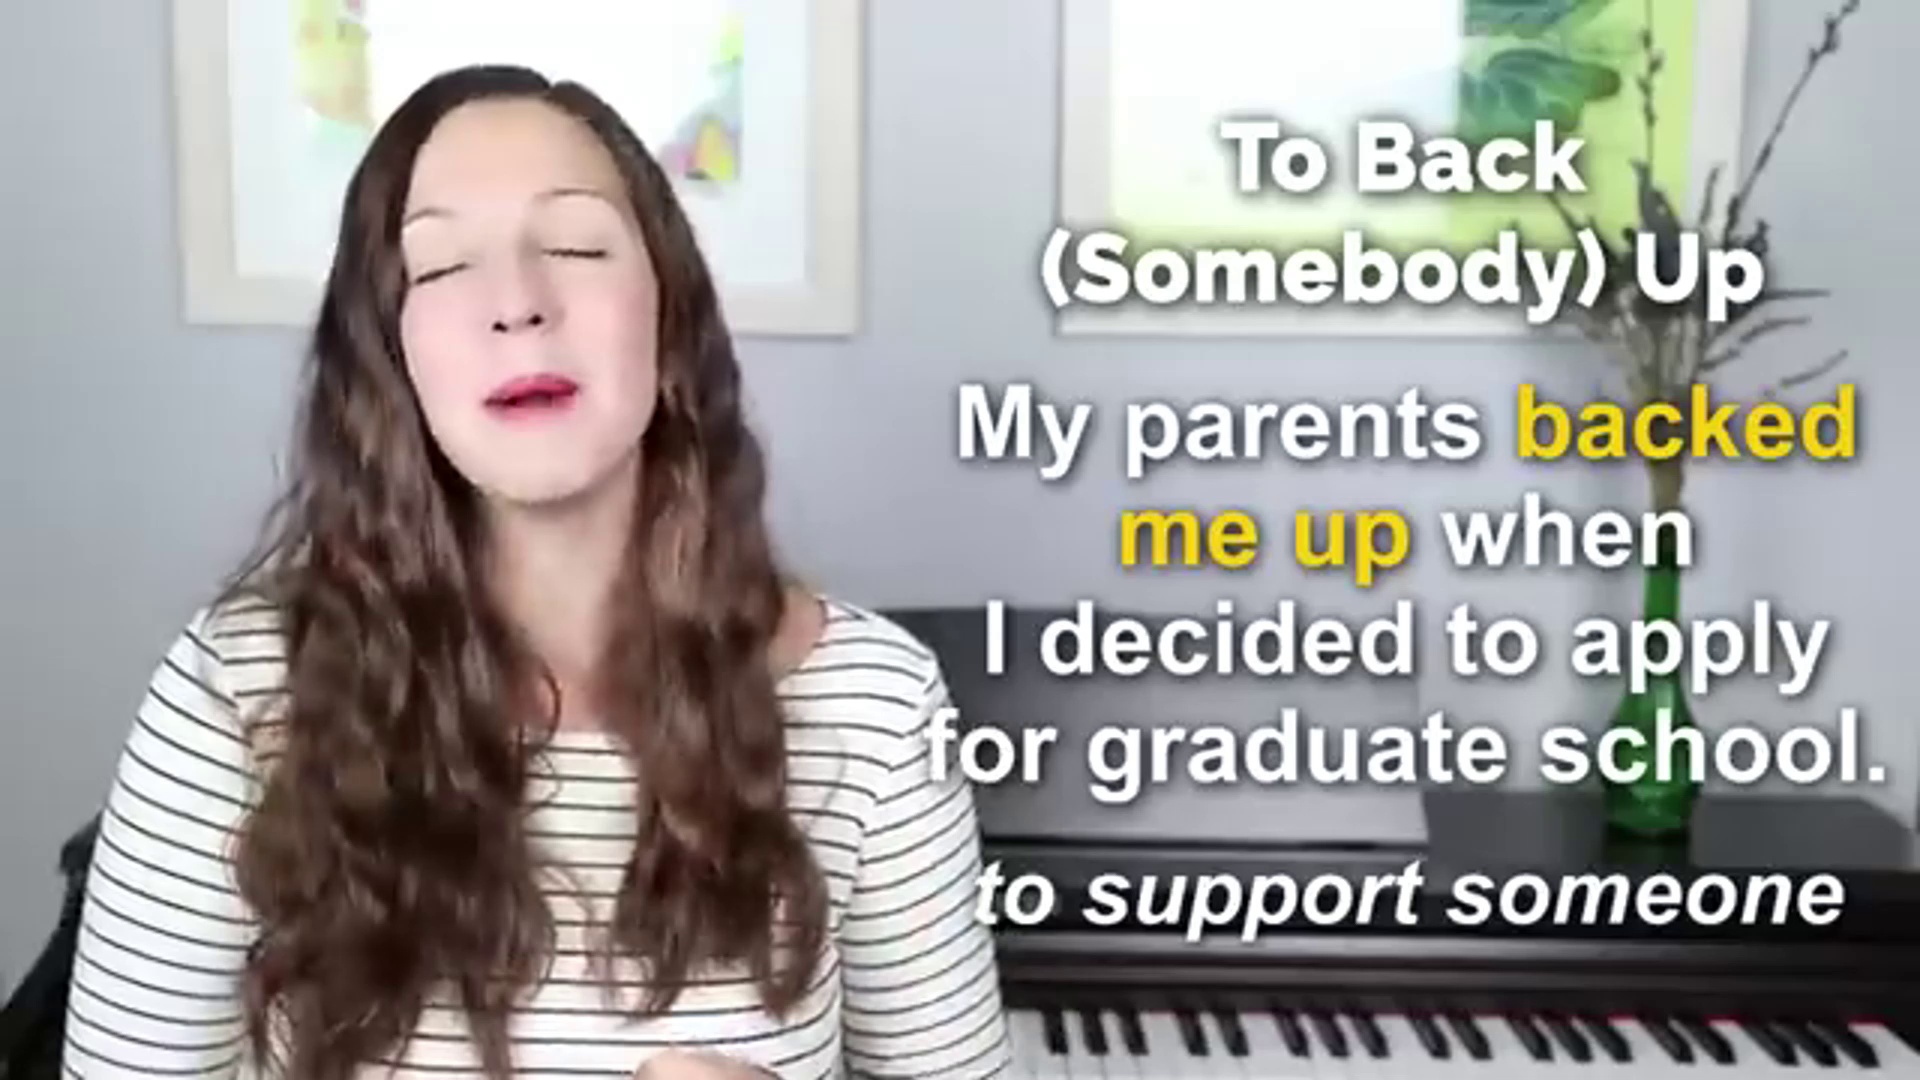 To Back
(Somebody) Up
My parents backed
me up when
I decided to apply
for graduate school.
to support someone